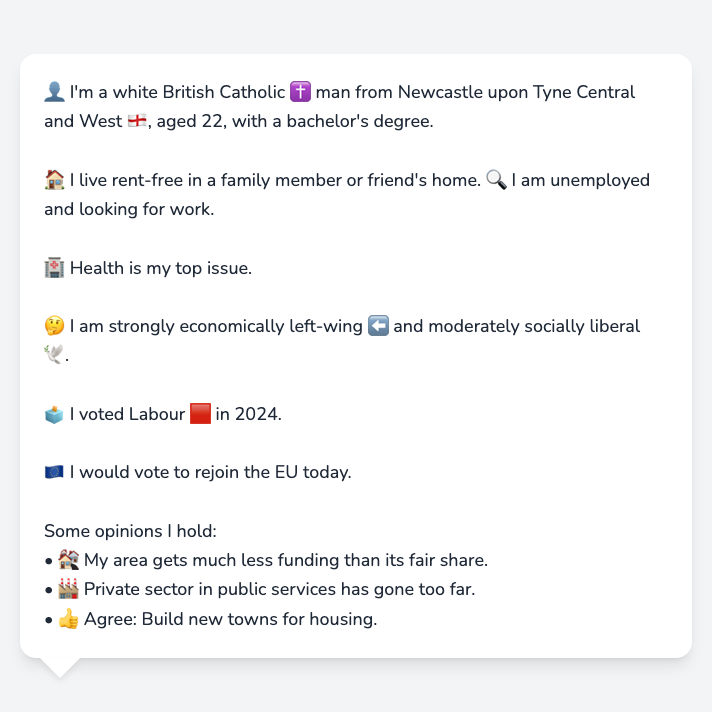 👤 I'm a white British Catholic ✝️ man from Newcastle upon Tyne Central
and West 🏴󠁧󠁢󠁥󠁮󠁧󠁿, aged 22, with a bachelor's degree.
🏠 I live rent-free in a family member or friend's home. 🔍 I am unemployed
and looking for work.
🏥 Health is my top issue.
🤔 I am strongly economically left-wing ⬅️ and moderately socially liberal
🕊️.
🗳️ I voted Labour 🟥 in 2024.
🇪🇺 I would vote to rejoin the EU today.
Some opinions I hold:
• 🏚️ My area gets much less funding than its fair share.
• 🏭 Private sector in public services has gone too far.
• 👍 Agree: Build new towns for housing.